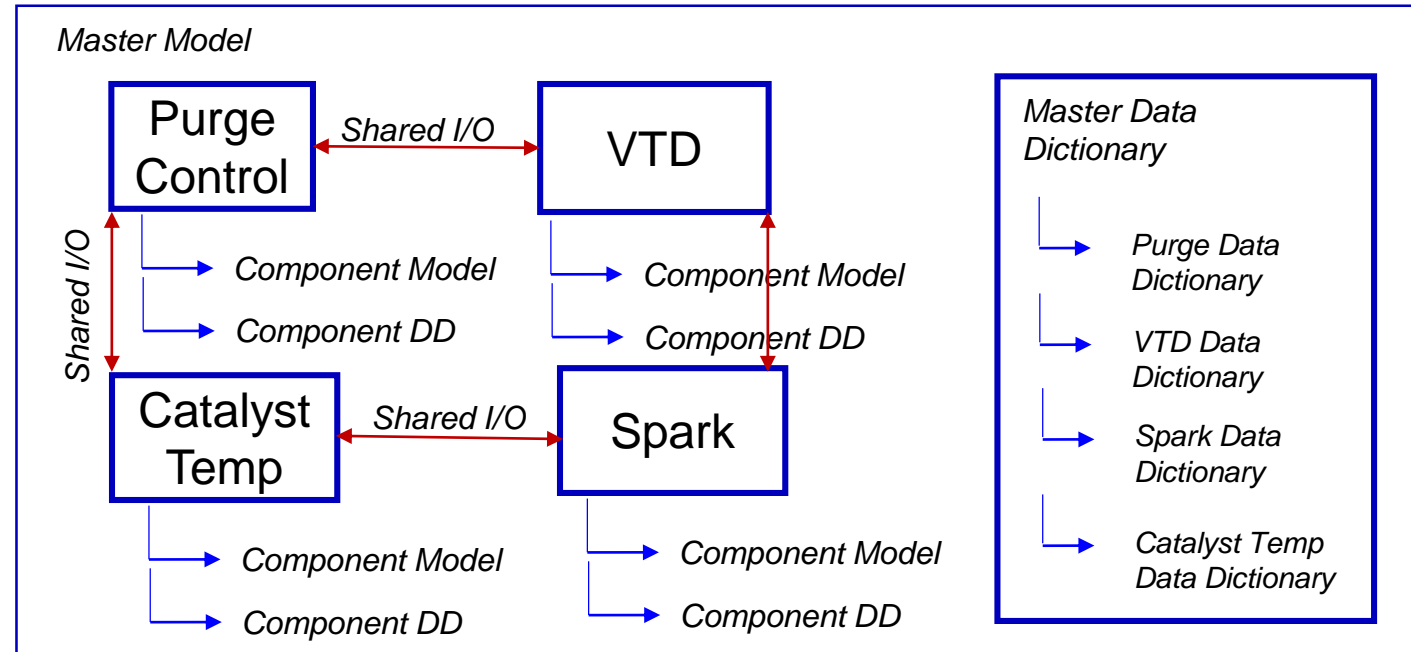 Master Model
Purge
Control
Shared I/O
VTD
Component Model
Component DD
Component Model
Component DD
Shared I/O
Catalyst
Temp
Shared I/O
Spark
Component Model
Component DD
Component Model
Component DD
Master Data
Dictionary
Purge Data
Dictionary
VTD Data
Dictionary
Spark Data
Dictionary
Catalyst Temp
Data Dictionary